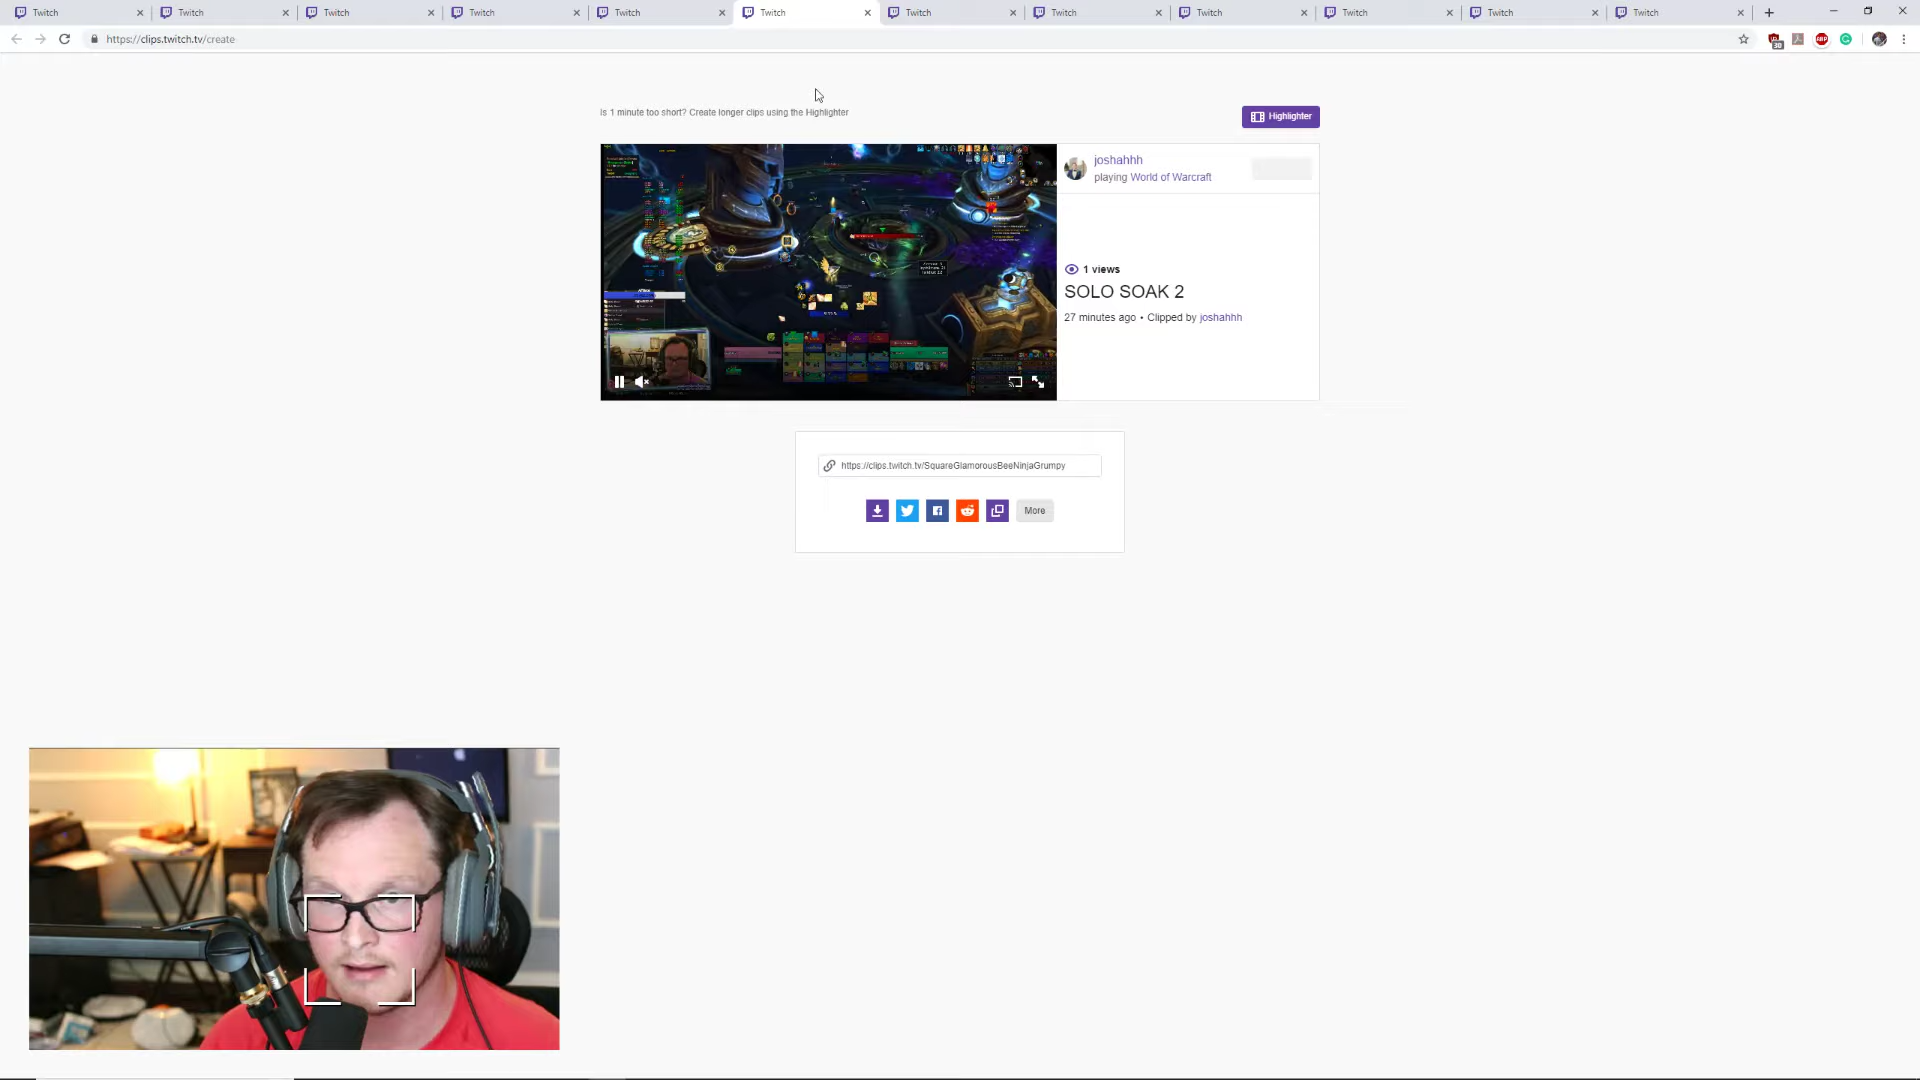 Twitch
Twitch
Twitch
Twitch
Twitch
Twitch
Twitch
Twitch
Twitch
Twitch
Twitch
Twitch
https://clips.twitch.tv/create
30
ABP
Is 1 minute too short? Create longer clips using the Highlighter
Highlighter
joshahhh
playing World of Warcraft
1 views
SOLO SOAK 2
27 minutes ago • Clipped by joshahhh
https://clips.twitch.tv/SquareGlamorousBeeNinjaGrumpy
More